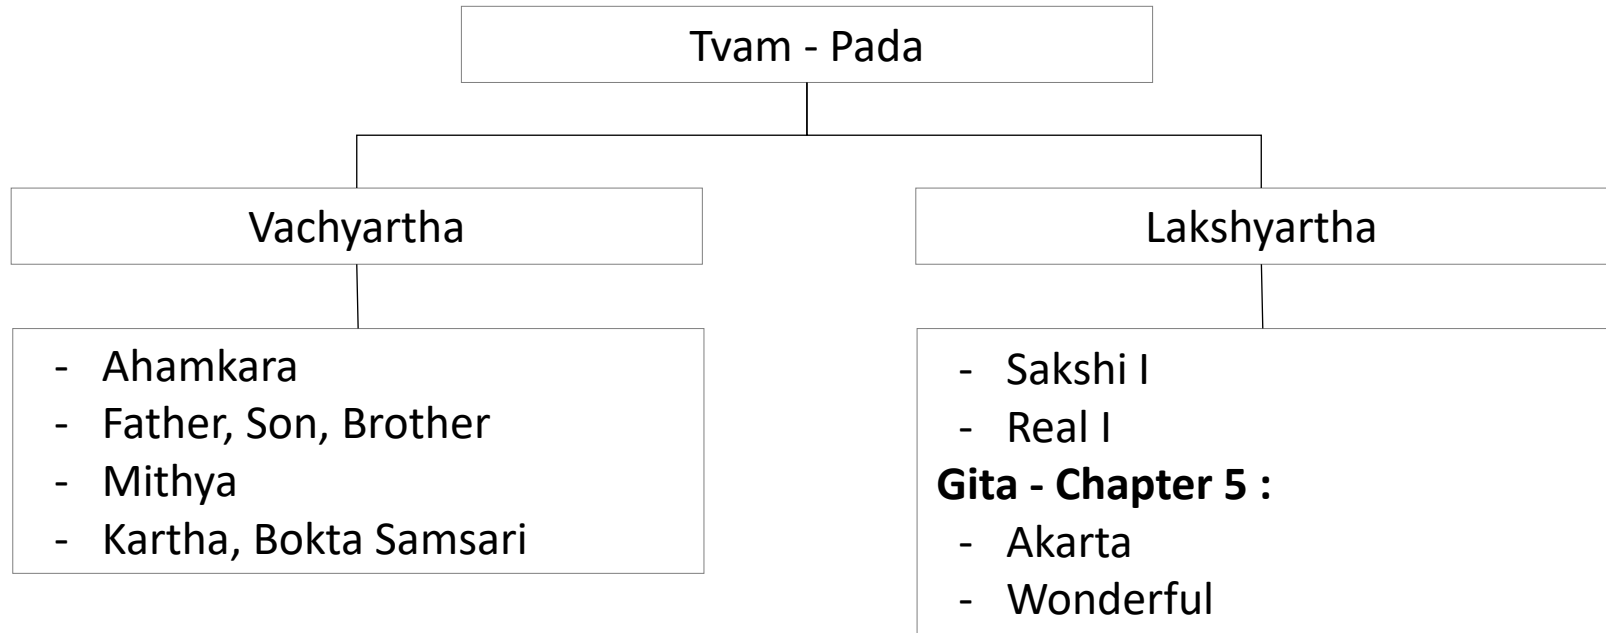 Tvam - Pada
Vachyartha
Lakshyartha
- Ahamkara
- Father, Son, Brother
- Mithya
- Kartha, Bokta Samsari
- Sakshi I
- Real I
Gita - Chapter 5 :
- Akarta
- Wonderful